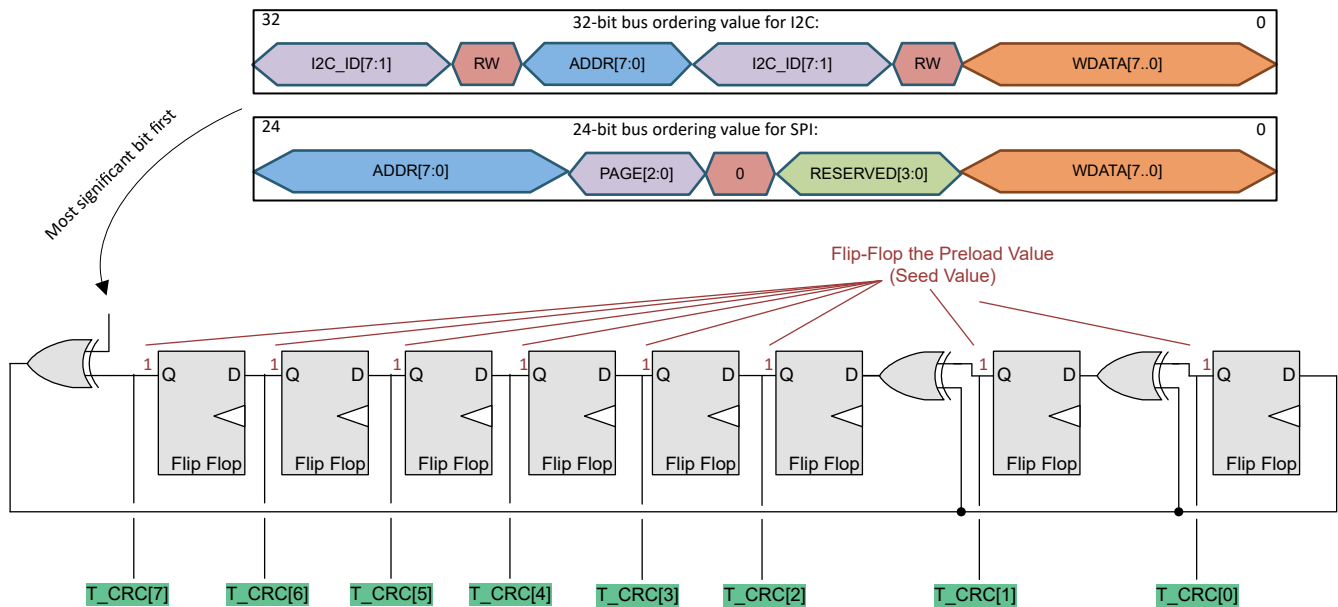 32 32-bit bus ordering value for I2C: 0
I2C_ID[7:1] RW ADDR[7:0] I2C_ID[7:1] RW WDATA[7..0]
24 24-bit bus ordering value for SPI: 0
ADDR[7:0] PAGE[2:0] 0 RESERVED[3:0] WDATA[7..0]
Most significant bit first
Flip-Flop the Preload Value
(Seed Value)
1 1 1 1 1 1 1 1
Q D Q D Q D Q D Q D Q D Q D Q D
Flip Flop Flip Flop Flip Flop Flip Flop Flip Flop Flip Flop Flip Flop Flip Flop
T_CRC[7] T_CRC[6] T_CRC[5] T_CRC[4] T_CRC[3] T_CRC[2] T_CRC[1] T_CRC[0]